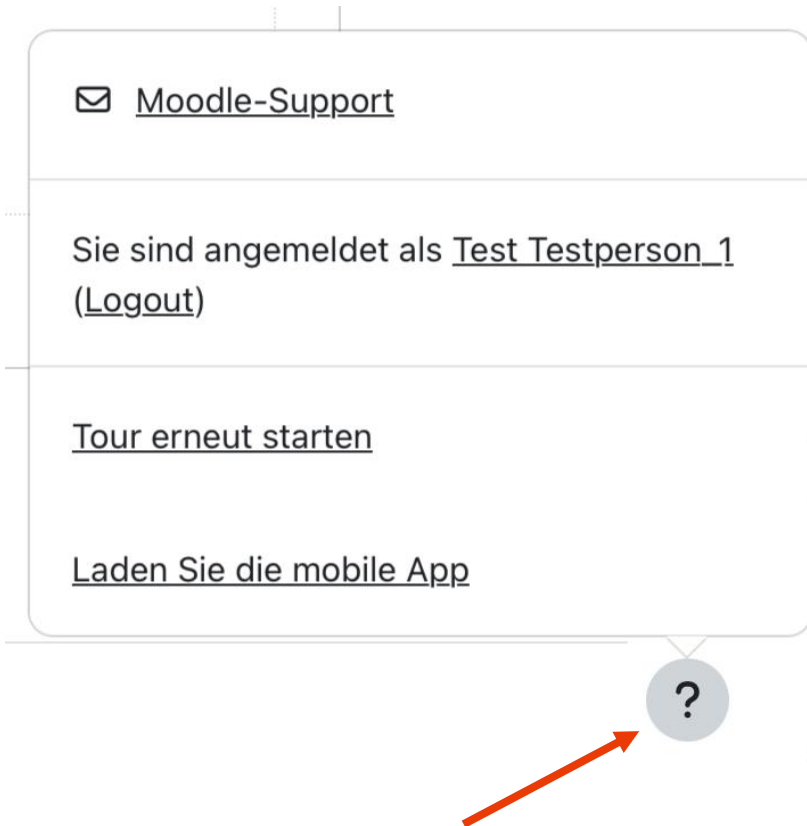 Moodle-Support
Sie sind angemeldet als Test Testperson_1
(Logout)
Tour erneut starten
Laden Sie die mobile App
?